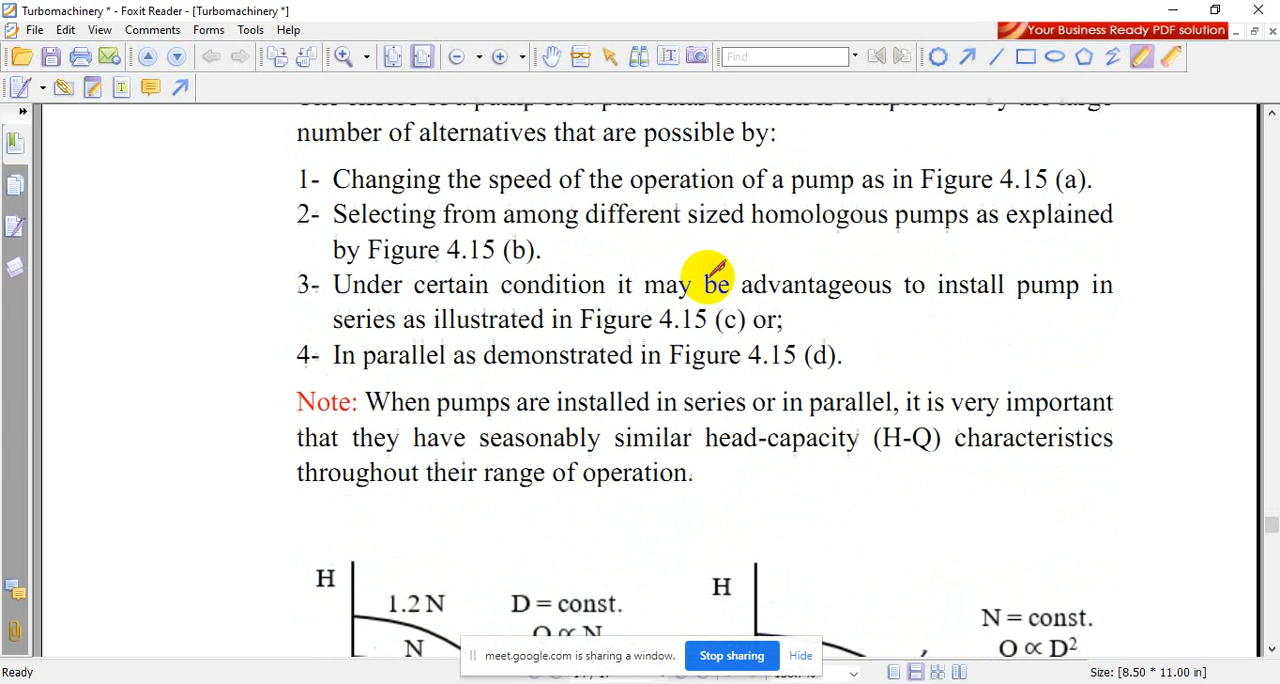 Turbomachinery * - Foxit Reader - [Turbomachinery *]
File Edit View Comments Forms Tools Help
Your Business Ready PDF solution
Find
number of alternatives that are possible by:
1- Changing the speed of the operation of a pump as in Figure 4.15 (a).
2- Selecting from among different sized homologous pumps as explained
by Figure 4.15 (b).
3- Under certain condition it may be advantageous to install pump in
series as illustrated in Figure 4.15 (c) or;
4- In parallel as demonstrated in Figure 4.15 (d).
Note: When pumps are installed in series or in parallel, it is very important
that they have seasonably similar head-capacity (H-Q) characteristics
throughout their range of operation.
H
1.2 N
D = const.
Q ∝ N
N
H
N = const.
Q ∝ D²
meet.google.com is sharing a window. Stop sharing Hide
Ready
Size: [8.50 * 11.00 in]